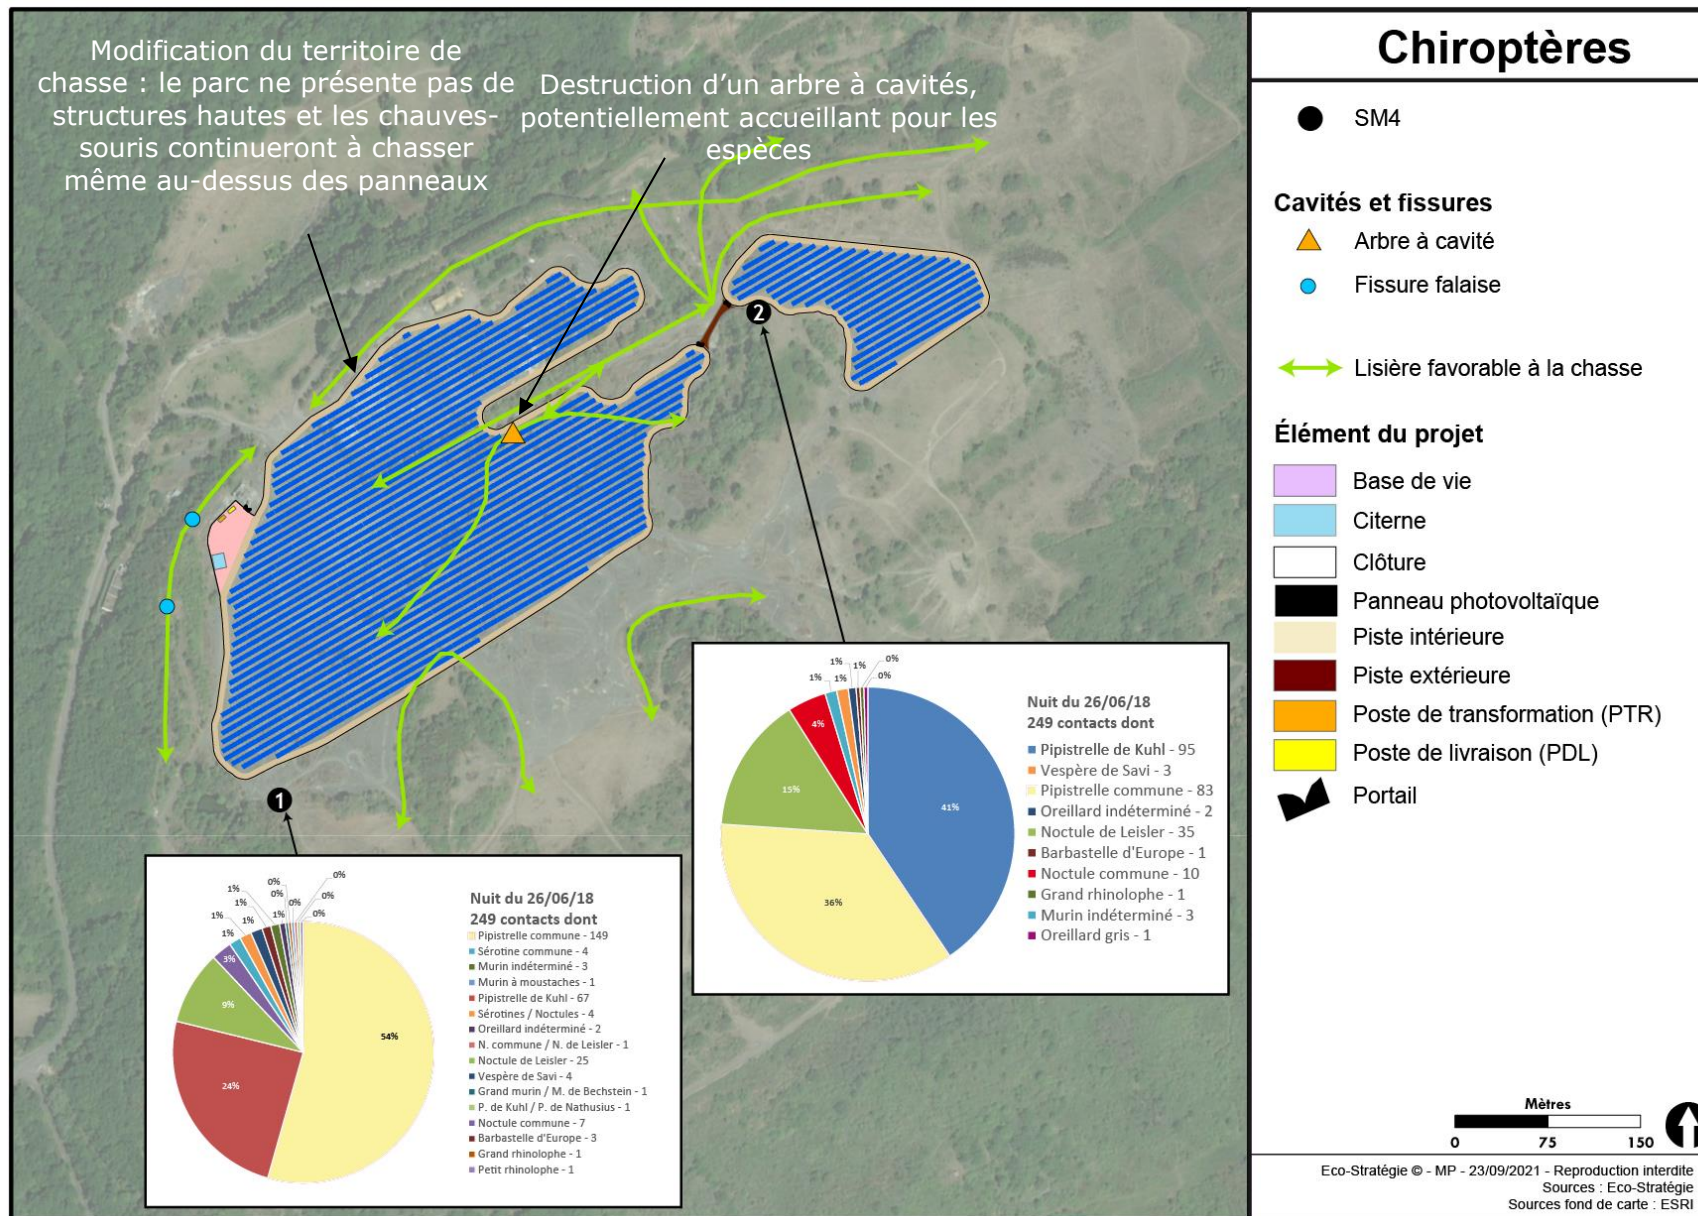 Modification du territoire de
chasse : le parc ne présente pas de
structures hautes et les chauves-
souris continueront à chasser
même au-dessus des panneaux
Destruction d'un arbre à cavités,
potentiellement accueillant pour les
espèces
2
1
1%
1%
1%
1%
0%
0%
4%
15%
36%
41%
Nuit du 26/06/18
249 contacts dont
Pipistrelle de Kuhl - 95
Vespère de Savi - 3
Pipistrelle commune - 83
Oreillard indéterminé - 2
Noctule de Leisler - 35
Barbastelle d'Europe - 1
Noctule commune - 10
Grand rhinolophe - 1
Murin indéterminé - 3
Oreillard gris - 1
0%
0%
0%
0%
0%
0%
1%
1%
1%
1%
1%
1%
3%
9%
24%
54%
Nuit du 26/06/18
249 contacts dont
Pipistrelle commune - 149
Sérotine commune - 4
Murin indéterminé - 3
Murin à moustaches - 1
Pipistrelle de Kuhl - 67
Sérotines / Noctules - 4
Oreillard indéterminé - 2
N. commune / N. de Leisler - 1
Noctule de Leisler - 25
Vespère de Savi - 4
Grand murin / M. de Bechstein - 1
P. de Kuhl / P. de Nathusius - 1
Noctule commune - 7
Barbastelle d'Europe - 3
Grand rhinolophe - 1
Petit rhinolophe - 1
Chiroptères
SM4
Cavités et fissures
Arbre à cavité
Fissure falaise
Lisière favorable à la chasse
Élément du projet
Base de vie
Citerne
Clôture
Panneau photovoltaïque
Piste intérieure
Piste extérieure
Poste de transformation (PTR)
Poste de livraison (PDL)
Portail
Mètres
0 75 150
Eco-Stratégie © - MP - 23/09/2021 - Reproduction interdite
Sources : Eco-Stratégie
Sources fond de carte : ESRI